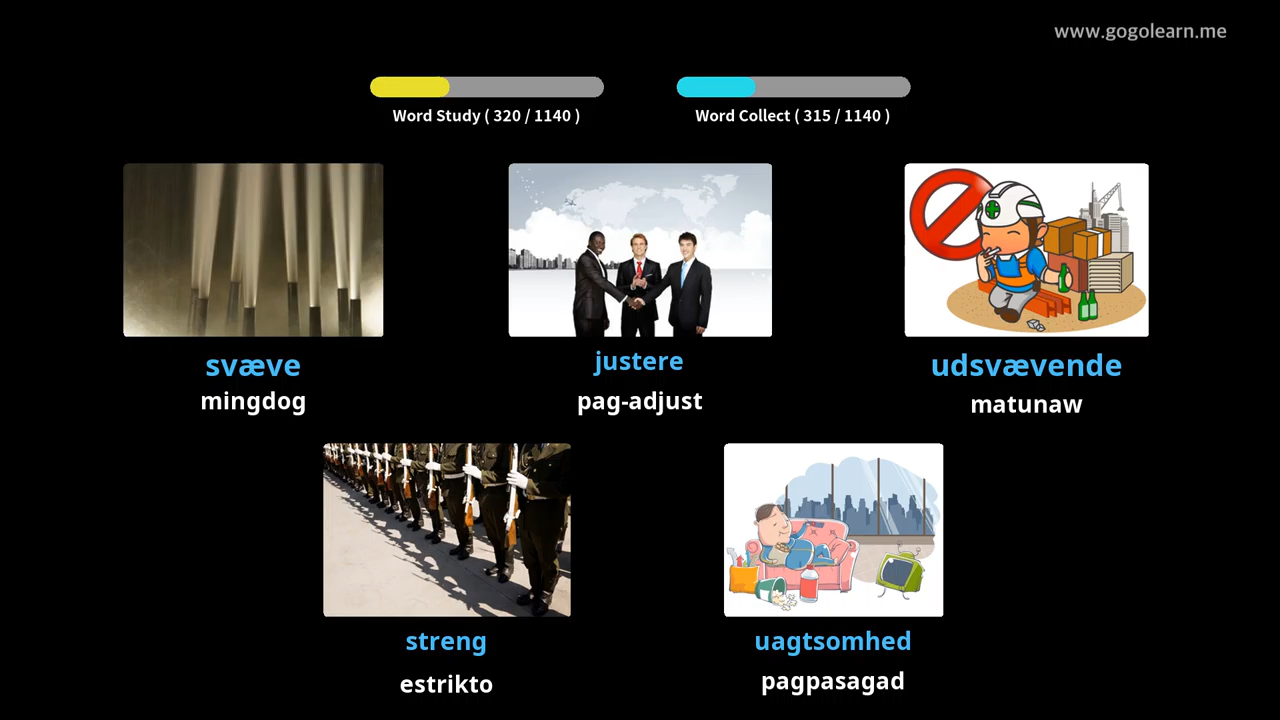 www.gogolearn.me
Word Study ( 320 / 1140 )
Word Collect ( 315 / 1140 )
svæve
mingdog
justere
pag-adjust
udsvævende
matunaw
streng
estrikto
uagtsomhed
pagpasagad